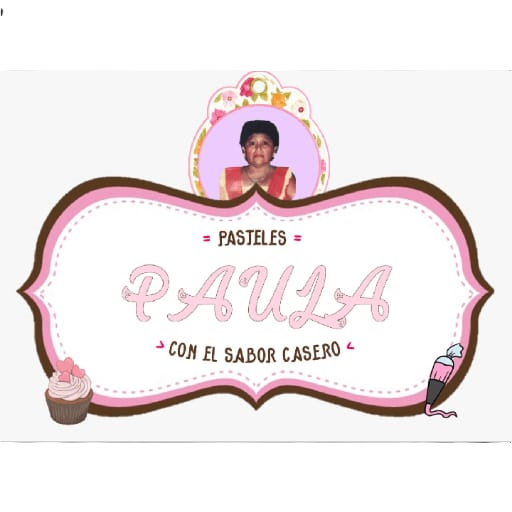 = PASTELES =
PAULA
> CON EL SABOR CASERO <